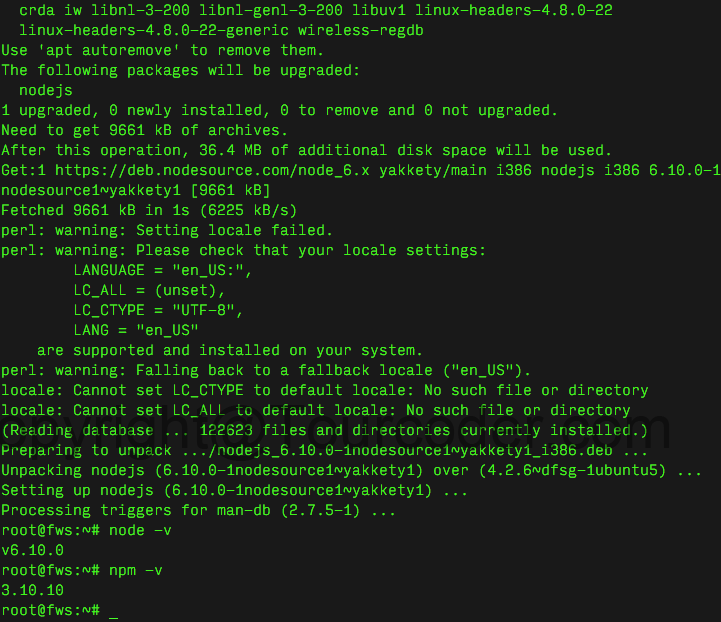 crda iw libnl-3-200 libnl-genl-3-200 libuv1 linux-headers-4.8.0-22
linux-headers-4.8.0-22-generic wireless-regdb
Use 'apt autoremove' to remove them.
The following packages will be upgraded:
nodejs
1 upgraded, 0 newly installed, 0 to remove and 0 not upgraded.
Need to get 9661 kB of archives.
After this operation, 36.4 MB of additional disk space will be used.
Get:1 https://deb.nodesource.com/node_6.x yakkety/main i386 nodejs i386 6.10.0-1
nodesource1~yakkety1 [9661 kB]
Fetched 9661 kB in 1s (6225 kB/s)
perl: warning: Setting locale failed.
perl: warning: Please check that your locale settings:
LANGUAGE = "en_US:",
LC_ALL = (unset),
LC_CTYPE = "UTF-8",
LANG = "en_US"
are supported and installed on your system.
perl: warning: Falling back to a fallback locale ("en_US").
locale: Cannot set LC_CTYPE to default locale: No such file or directory
locale: Cannot set LC_ALL to default locale: No such file or directory
(Reading database ... 122623 files and directories currently installed.)
Preparing to unpack .../nodejs_6.10.0-1nodesource1~yakkety1_i386.deb ...
Unpacking nodejs (6.10.0-1nodesource1~yakkety1) over (4.2.6~dfsg-1ubuntu5) ...
Setting up nodejs (6.10.0-1nodesource1~yakkety1) ...
Processing triggers for man-db (2.7.5-1) ...
root@fws:~# node -v
v6.10.0
root@fws:~# npm -v
3.10.10
root@fws:~# _